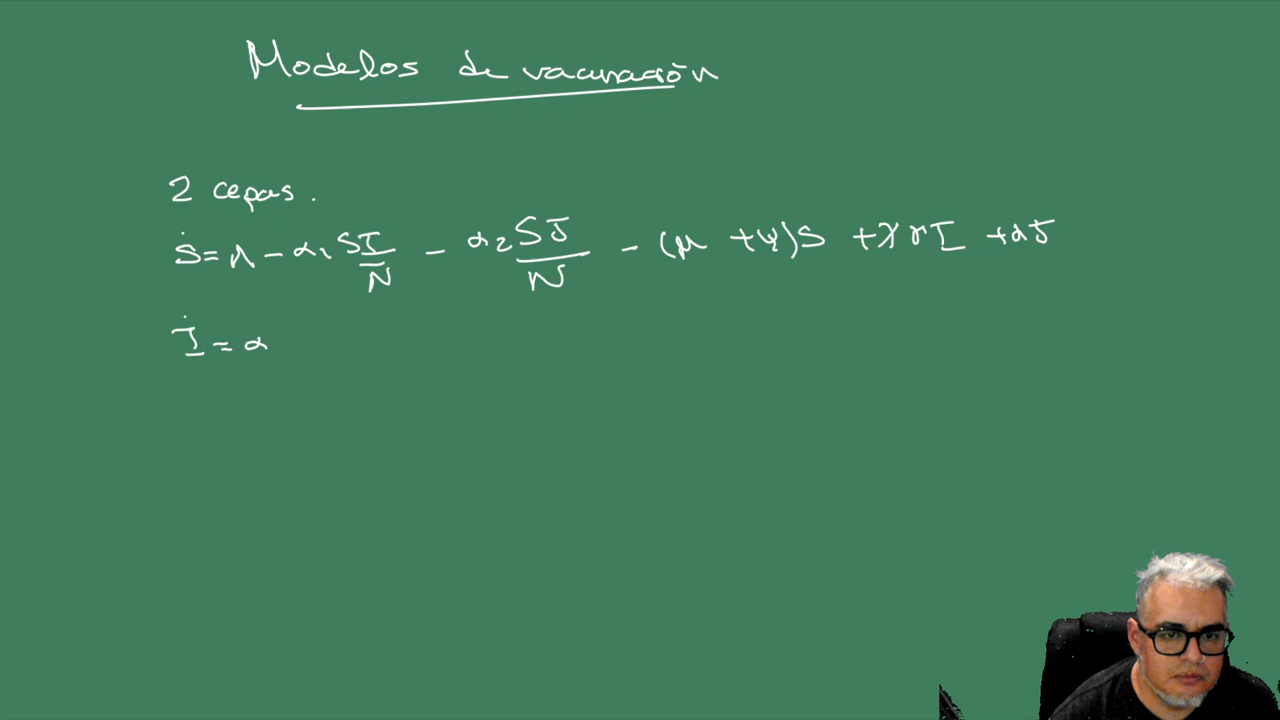 Modelos de vacunación
2 cepas.
Ṡ = Λ - α₁ SI/N - α₂ SJ/N - (μ + ψ)S + χ r I + α J
İ = α